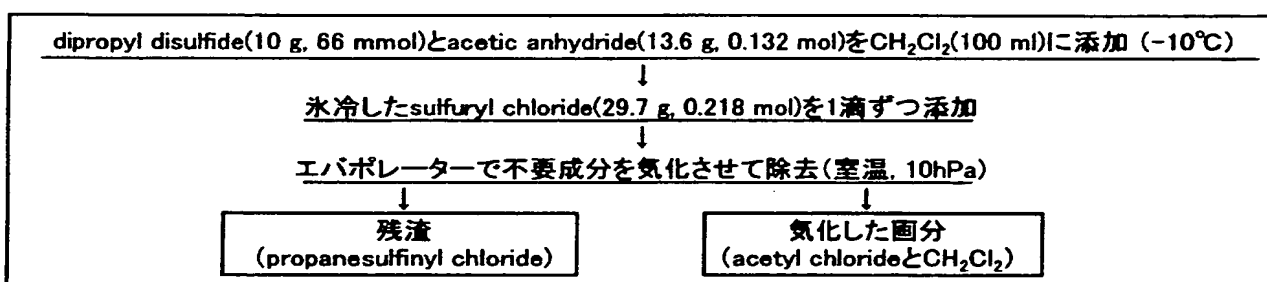 dipropyl disulfide(10 g, 66 mmol)とacetic anhydride(13.6 g, 0.132 mol)をCH₂Cl₂(100 ml)に添加 (-10℃)
↓
氷冷したsulfuryl chloride(29.7 g, 0.218 mol)を1滴ずつ添加
↓
エバポレーターで不要成分を気化させて除去(室温, 10hPa)
↓ ↓
残渣
(propanesulfinyl chloride)
気化した画分
(acetyl chlorideとCH₂Cl₂)